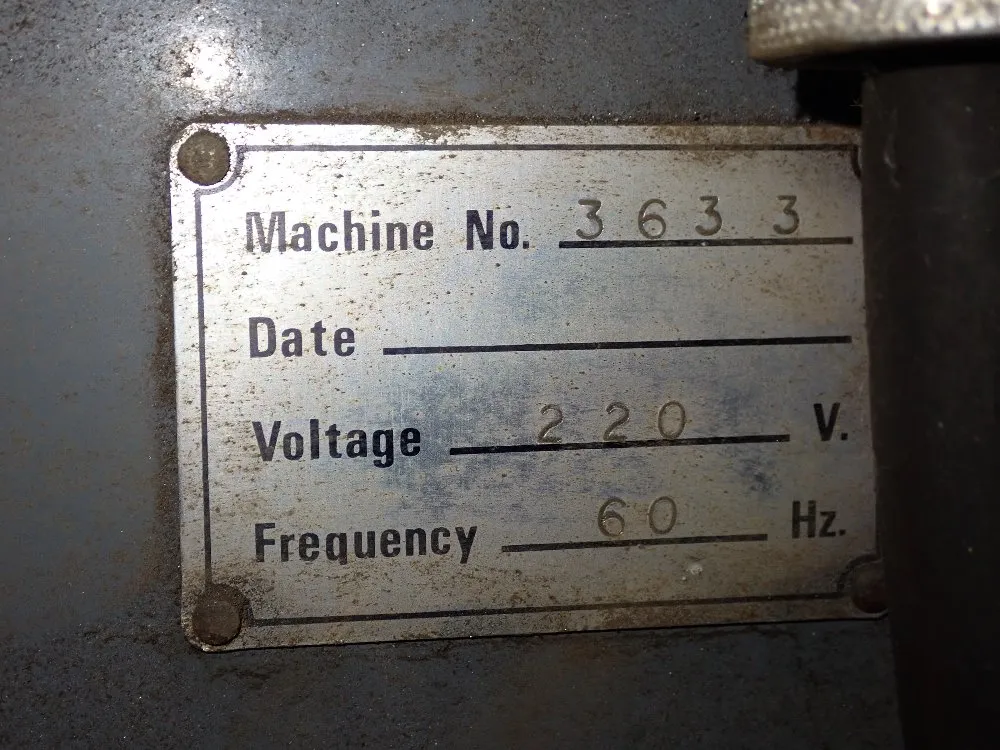 Machine No. 3633
Date
Voltage 220 V.
Frequency 60 Hz.